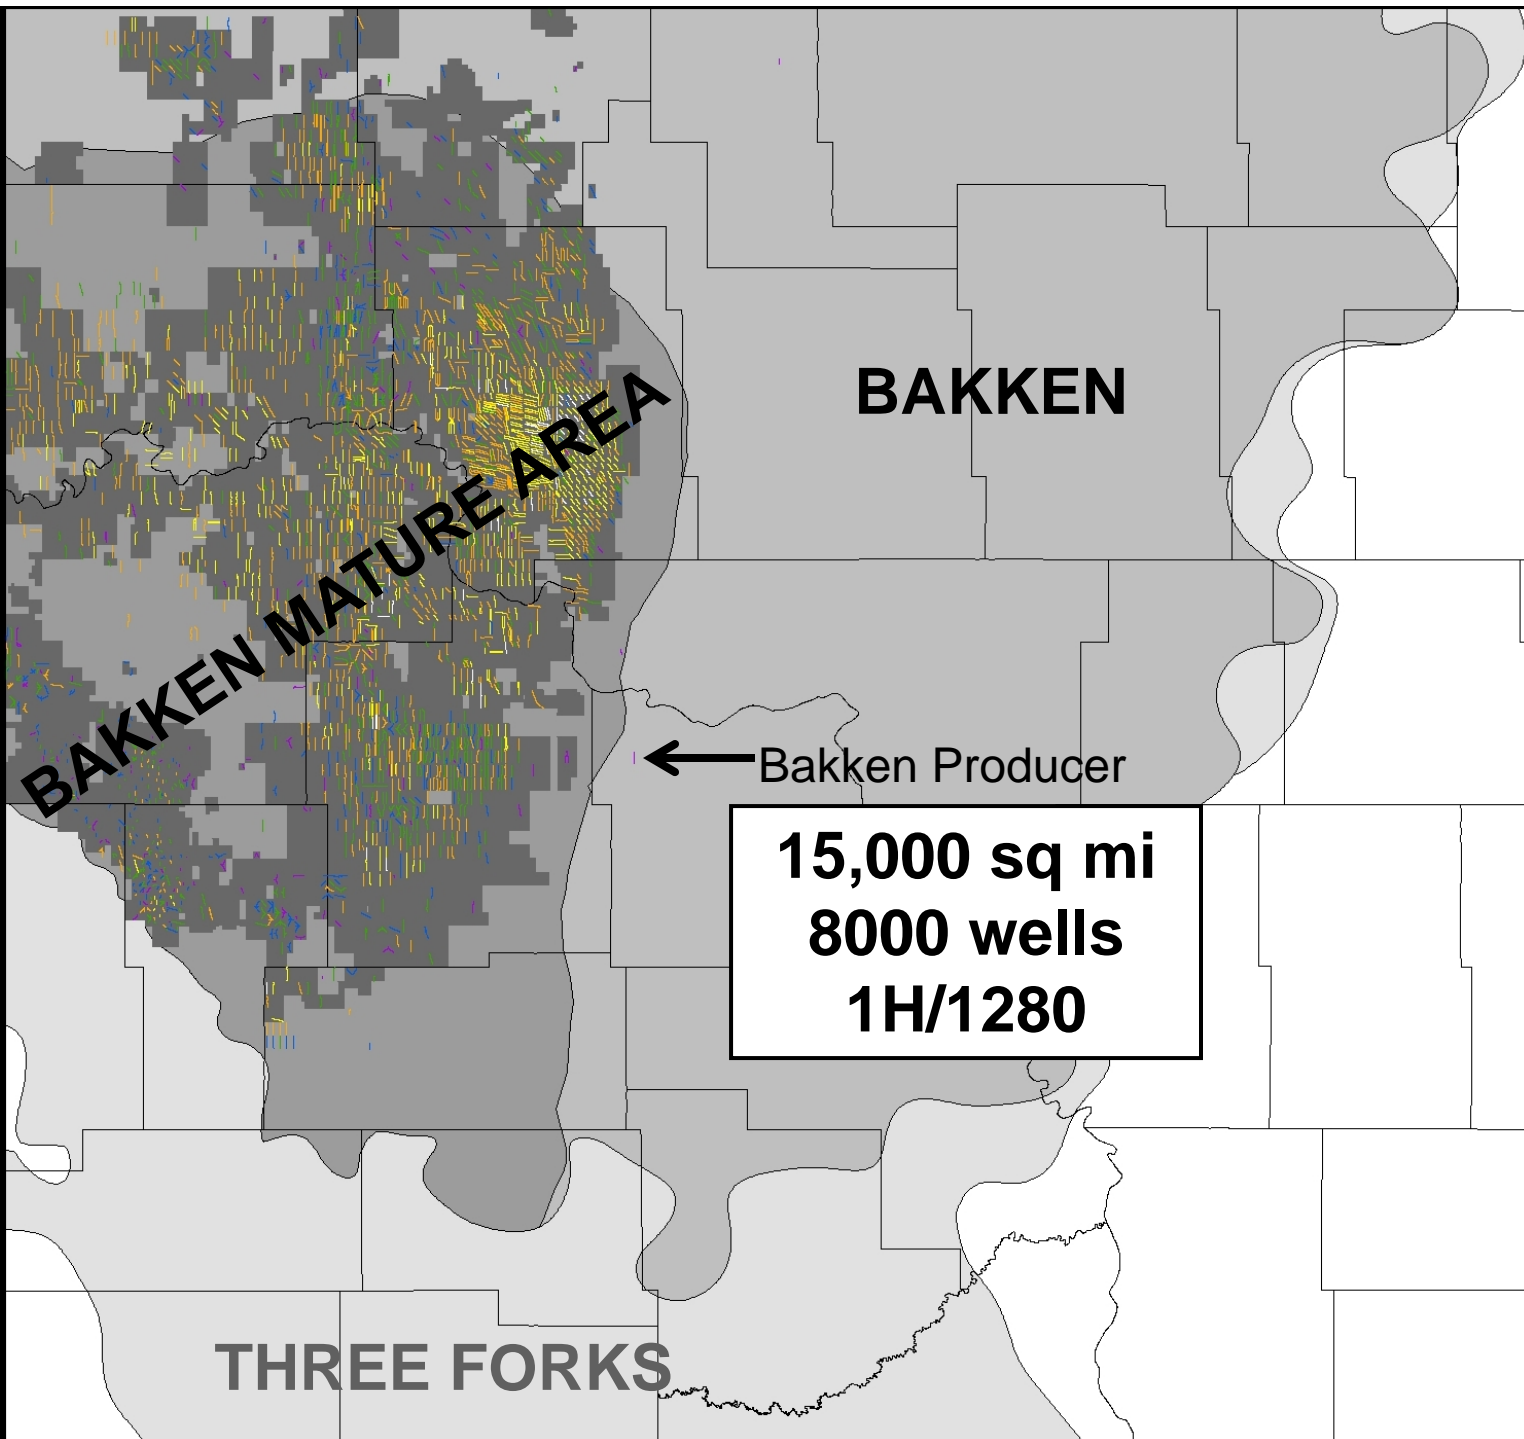 BAKKEN
BAKKEN MATURE AREA
Bakken Producer
15,000 sq mi
8000 wells
1H/1280
THREE FORKS